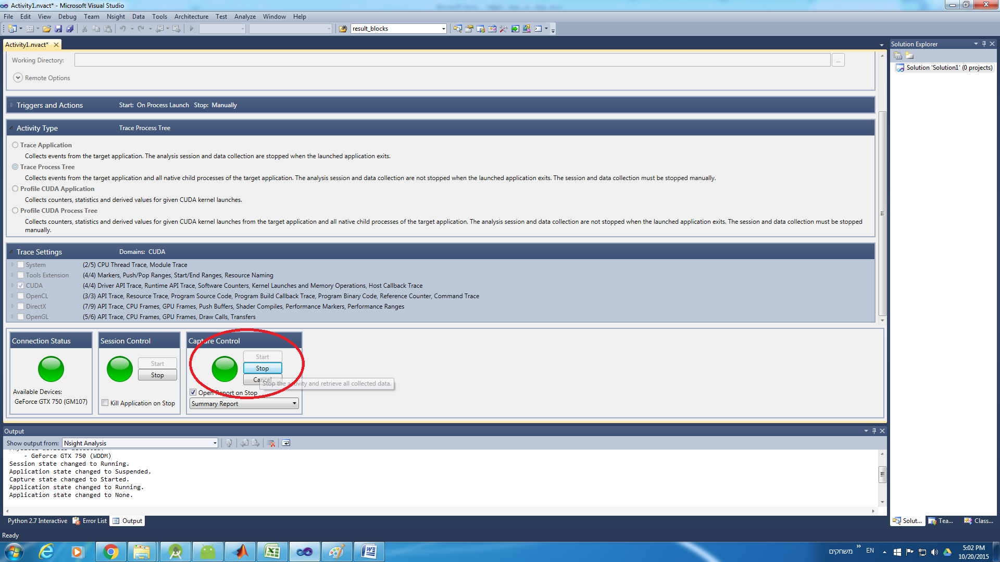 Activity1.nvact* - Microsoft Visual Studio
File Edit View Debug Team Nsight Data Tools Architecture Test Analyze Window Help
result_blocks
Activity1.nvact*
Solution Explorer
Working Directory:
...
Solution 'Solution1' (0 projects)
Remote Options
Triggers and Actions Start: On Process Launch Stop: Manually
Activity Type Trace Process Tree
Trace Application
Collects events from the target application. The analysis session and data collection are stopped when the launched application exits.
Trace Process Tree
Collects events from the target application and all native child processes of the target application. The analysis session and data collection are not stopped when the launched application exits. The session and data collection must be stopped manually.
Profile CUDA Application
Collects counters, statistics and derived values for given CUDA kernel launches.
Profile CUDA Process Tree
Collects counters, statistics and derived values for given CUDA kernel launches from the target application and all native child processes of the target application. The analysis session and data collection are not stopped when the launched application exits. The session and data collection must be stopped
manually.
Trace Settings Domains: CUDA
System (2/5) CPU Thread Trace, Module Trace
Tools Extension (4/4) Markers, Push/Pop Ranges, Start/End Ranges, Resource Naming
CUDA (4/4) Driver API Trace, Runtime API Trace, Software Counters, Kernel Launches and Memory Operations, Host Callback Trace
OpenCL (3/3) API Trace, Resource Trace, Program Source Code, Program Build Callback Trace, Program Binary Code, Reference Counter, Command Trace
DirectX (7/9) API Trace, CPU Frames, GPU Frames, Push Buffers, Shader Compiles, Performance Markers, Performance Ranges
OpenGL (5/6) API Trace, CPU Frames, GPU Frames, Draw Calls, Transfers
Connection Status
Available Devices:
GeForce GTX 750 (GM107)
Session Control
Start
Stop
Kill Application on Stop
Capture Control
Start
Stop
Cancel
Stop the activity and retrieve all collected data.
Open Report on Stop
Summary Report
Output
Show output from: Nsight Analysis
- GeForce GTX 750 (WDDM)
Session state changed to Running.
Application state changed to Suspended.
Capture state changed to Started.
Application state changed to Running.
Application state changed to None.
Python 2.7 Interactive Error List Output
Solut... Tea... Class...
Ready
משחקים EN
5:02 PM
10/20/2015